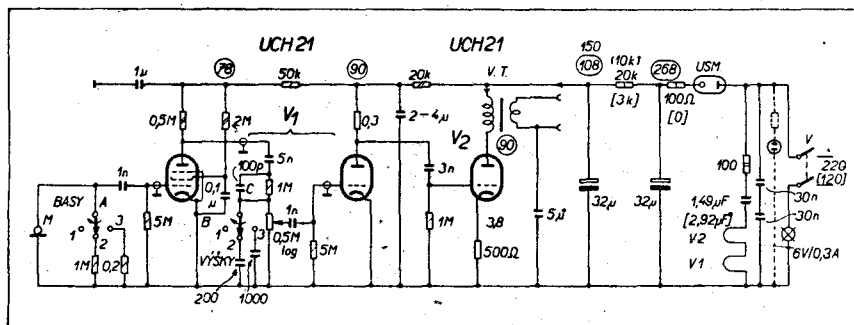 UCH21 UCH21
1μ 78 50k 90 20k V.T. 150 108 (10k) 20k [3k] 268 100Ω [0] USM
0,5M 2M V1 0,3 2-4μ V2 90
1n 5n 100p 3n 100 V 220 [120]
BASY A 0,1 μ C 1M 1n 32μ 32μ 1,49μF [2,92μF] 30n 30n
M 1 2 3 5M B 1 2 3 0,5M log 5M 1M 3,8 5μ V2
1M 0,2 VÝŠKY 500Ω V1 6V/0,3A
200 1000